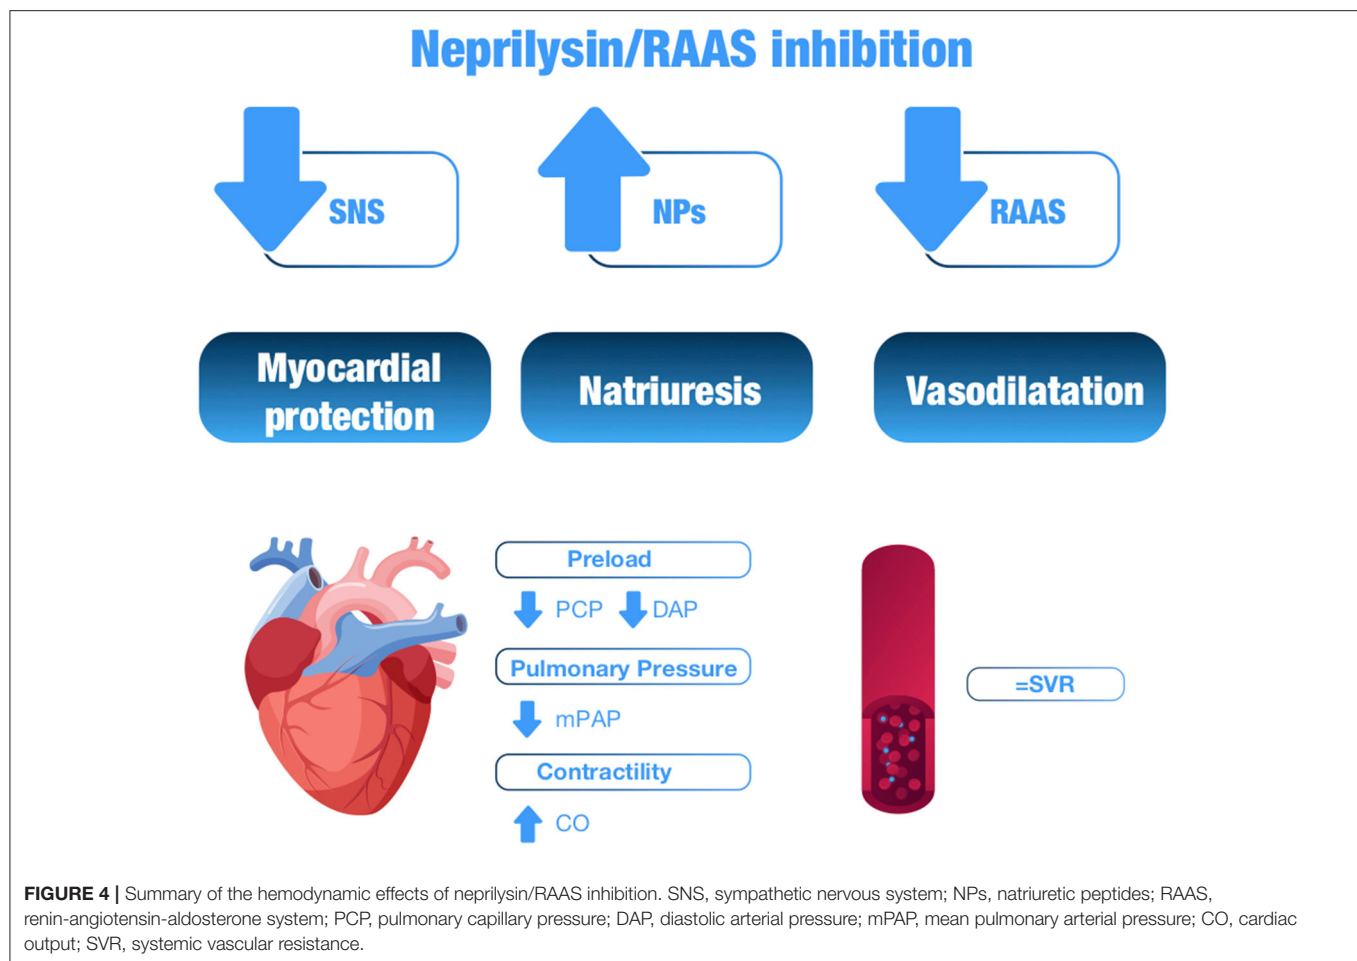 Neprilysin/RAAS inhibition
SNS
NPs
RAAS
Myocardial
protection
Natriuresis
Vasodilatation
Preload
PCP
DAP
Pulmonary Pressure
mPAP
Contractility
CO
=SVR
FIGURE 4 | Summary of the hemodynamic effects of neprilysin/RAAS inhibition. SNS, sympathetic nervous system; NPs, natriuretic peptides; RAAS,
renin-angiotensin-aldosterone system; PCP, pulmonary capillary pressure; DAP, diastolic arterial pressure; mPAP, mean pulmonary arterial pressure; CO, cardiac
output; SVR, systemic vascular resistance.